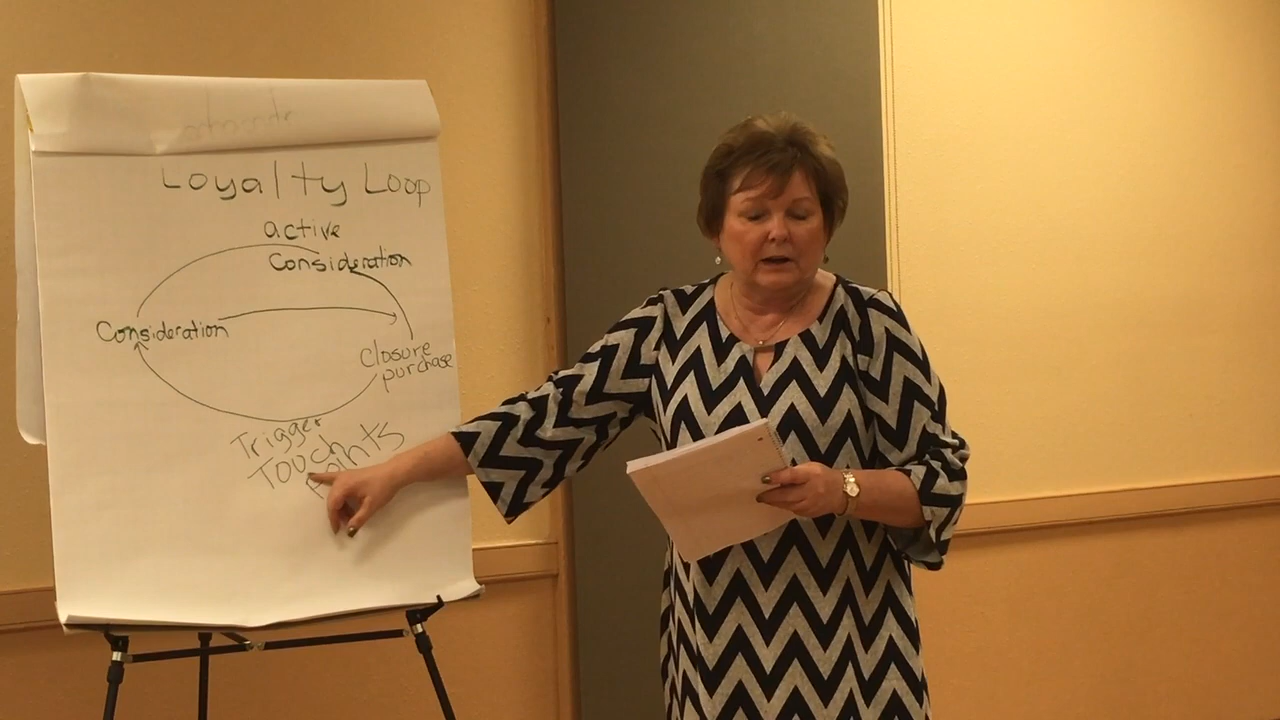 Loyalty Loop
active
Consideration
Consideration
Closure
purchase
Trigger
Touch
Points